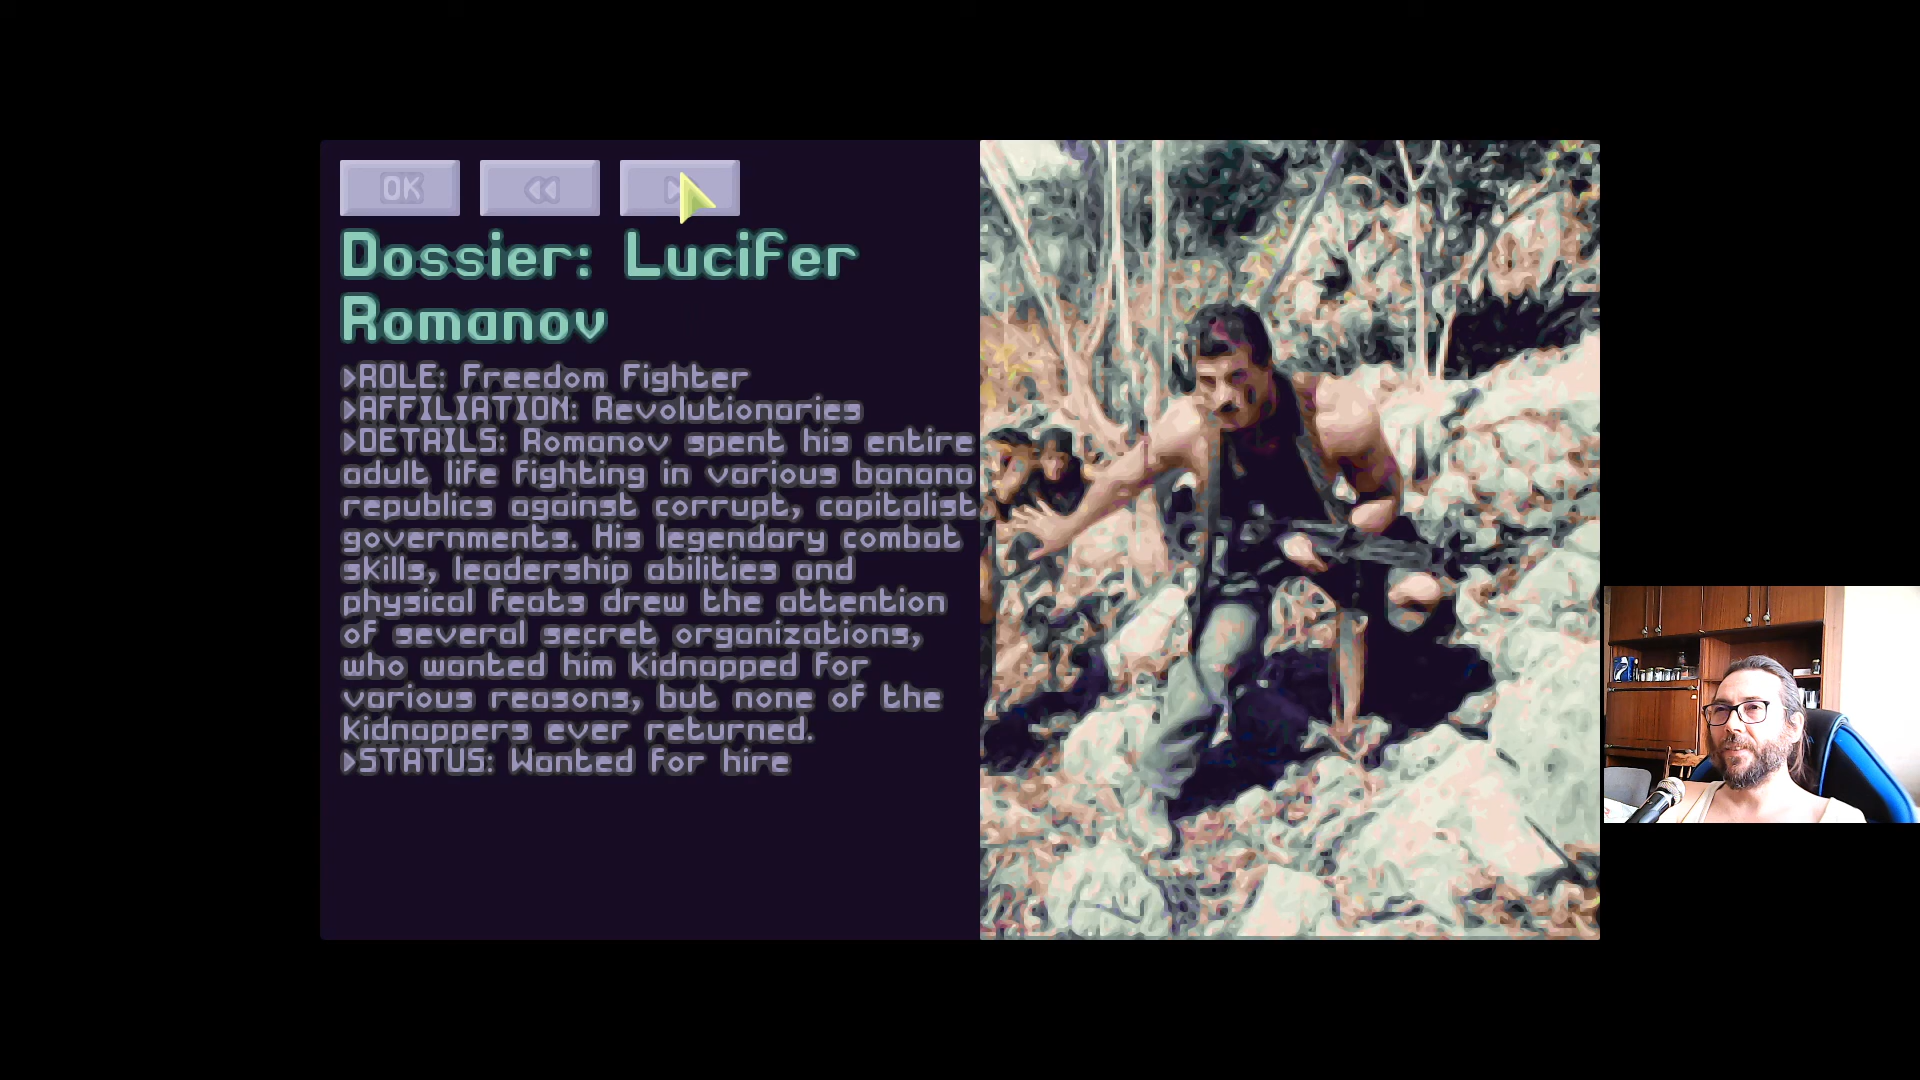 OK
Dossier: Lucifer
Romanov
>ROLE: Freedom Fighter
>AFFILIATION: Revolutionaries
>DETAILS: Romanov spent his entire
adult life fighting in various banana
republics against corrupt, capitalist
governments. His legendary combat
skills, leadership abilities and
physical feats drew the attention
of several secret organizations,
who wanted him kidnapped for
various reasons, but none of the
kidnappers ever returned.
>STATUS: Wanted for hire